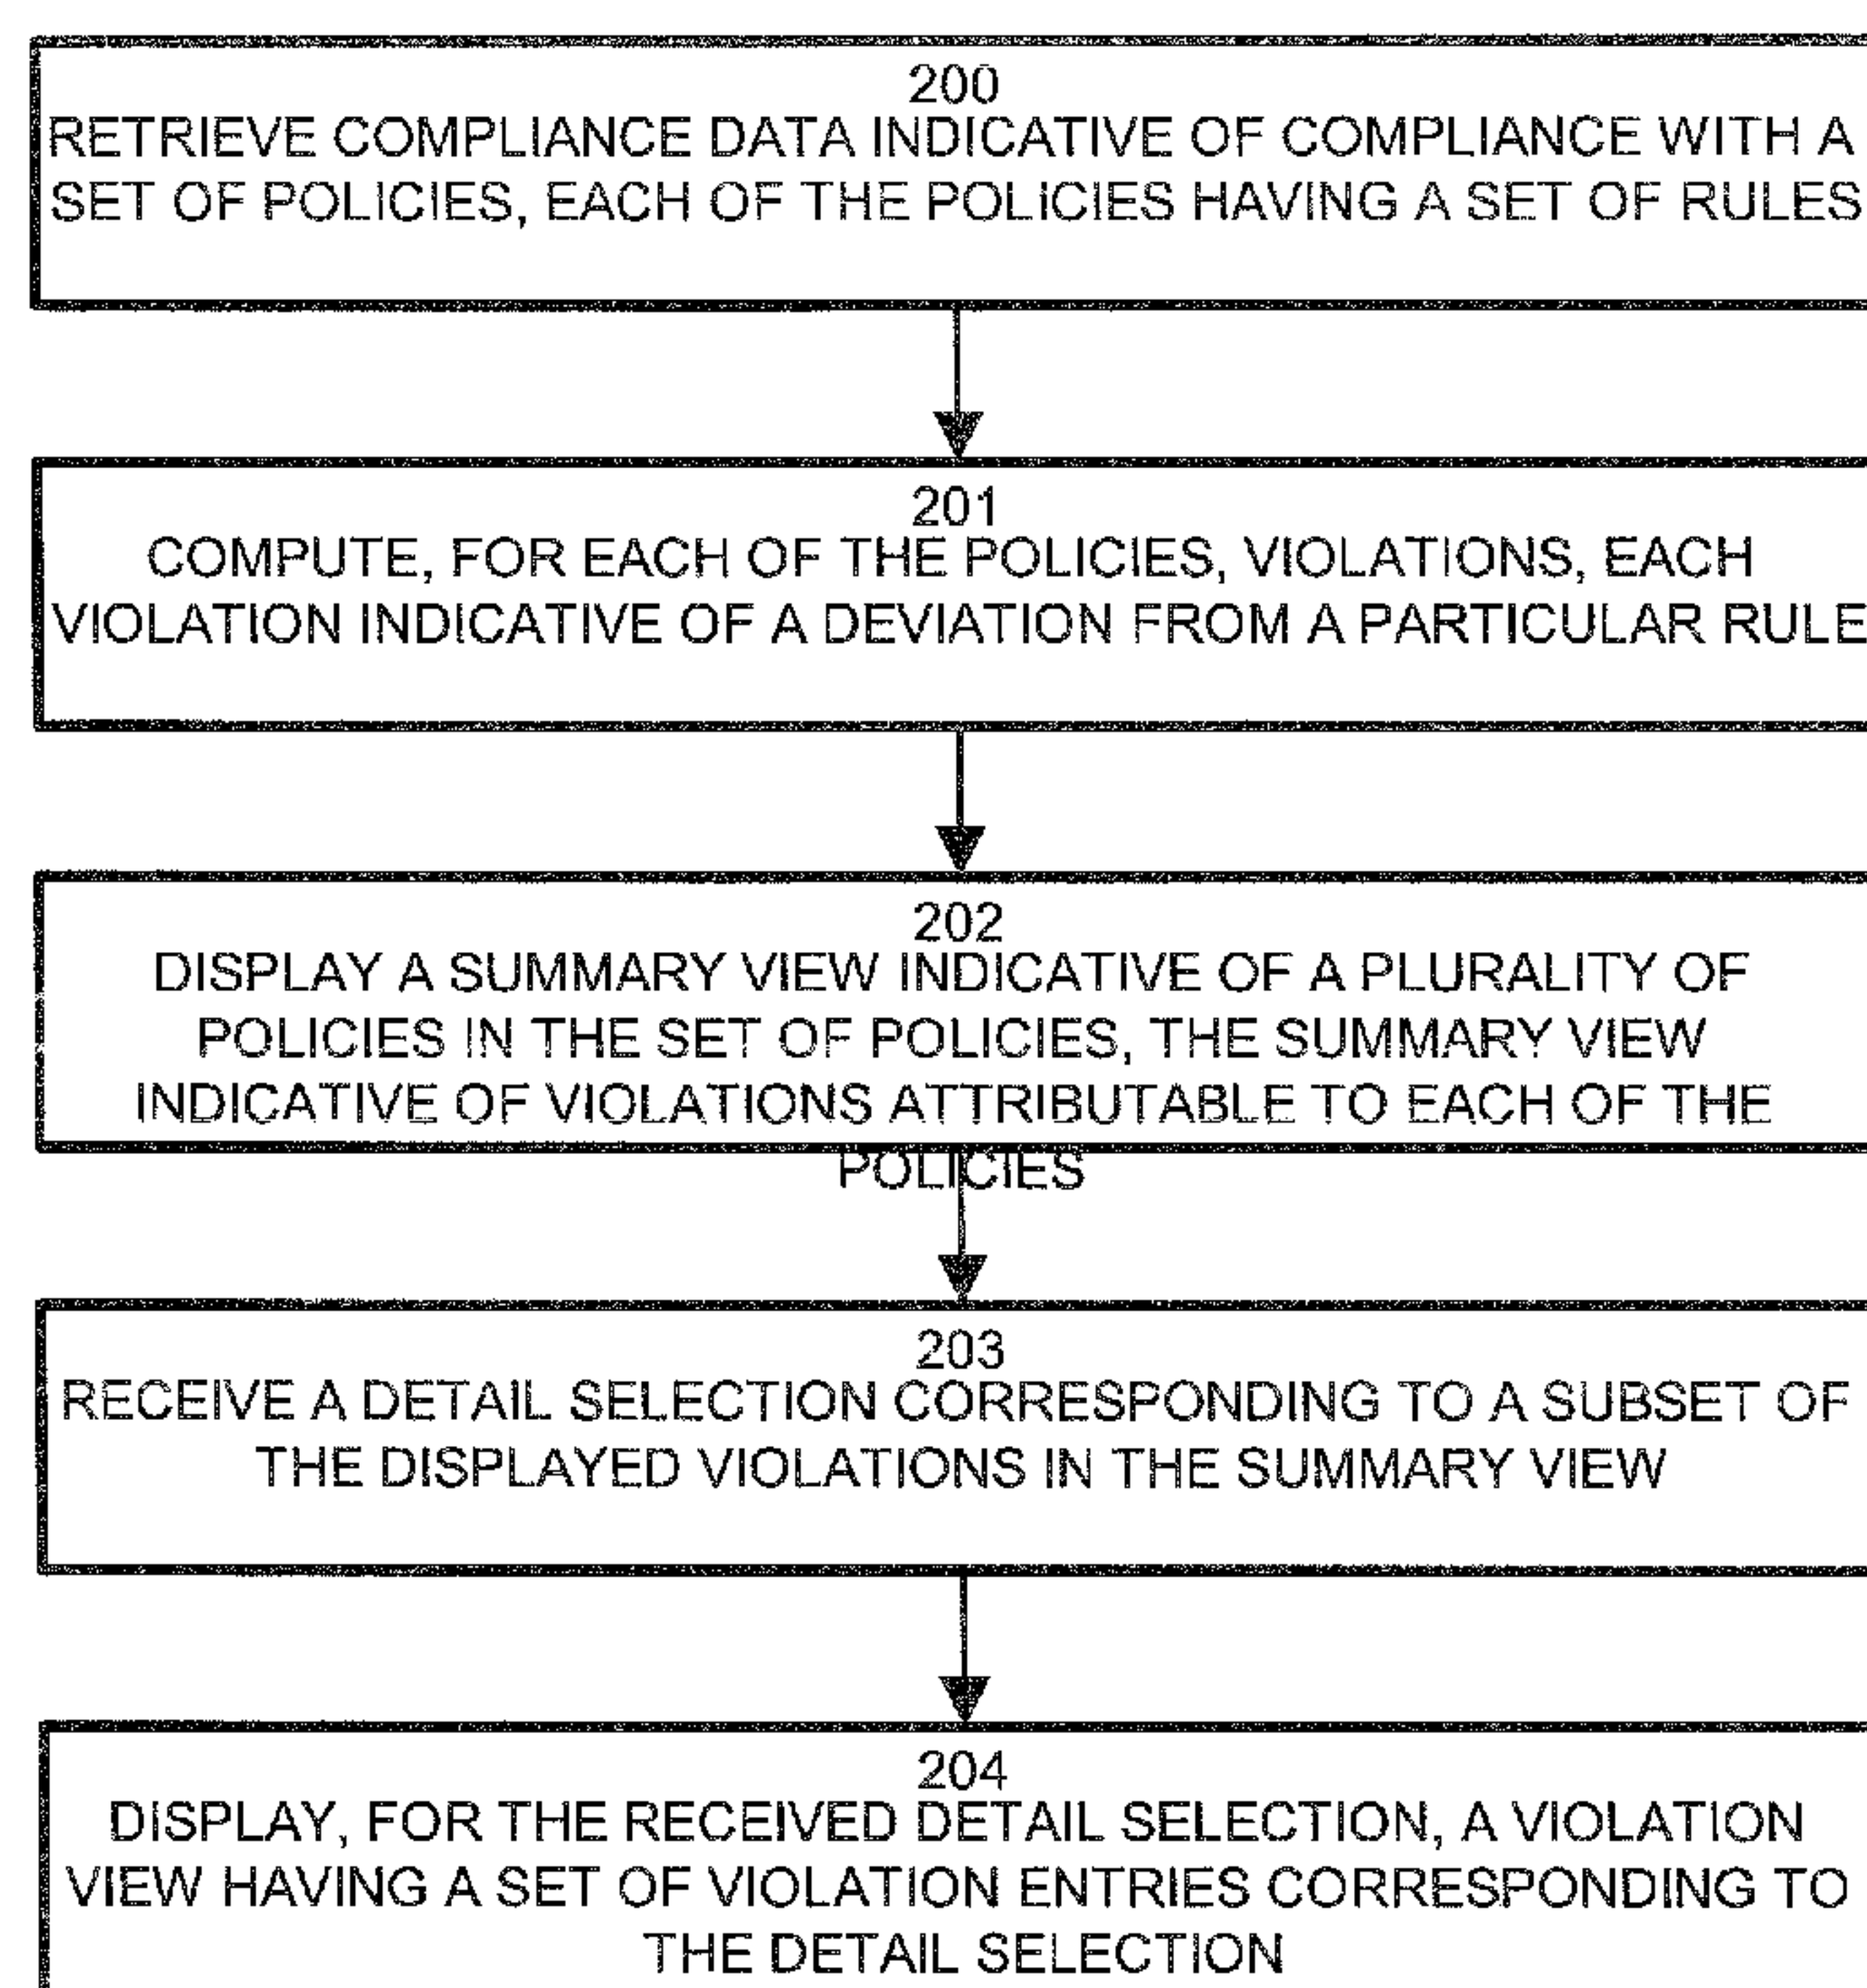 200
RETRIEVE COMPLIANCE DATA INDICATIVE OF COMPLIANCE WITH A
SET OF POLICIES, EACH OF THE POLICIES HAVING A SET OF RULES
201
COMPUTE, FOR EACH OF THE POLICIES, VIOLATIONS, EACH
VIOLATION INDICATIVE OF A DEVIATION FROM A PARTICULAR RULE
202
DISPLAY A SUMMARY VIEW INDICATIVE OF A PLURALITY OF
POLICIES IN THE SET OF POLICIES, THE SUMMARY VIEW
INDICATIVE OF VIOLATIONS ATTRIBUTABLE TO EACH OF THE
POLICIES
203
RECEIVE A DETAIL SELECTION CORRESPONDING TO A SUBSET OF
THE DISPLAYED VIOLATIONS IN THE SUMMARY VIEW
204
DISPLAY, FOR THE RECEIVED DETAIL SELECTION, A VIOLATION
VIEW HAVING A SET OF VIOLATION ENTRIES CORRESPONDING TO
THE DETAIL SELECTION